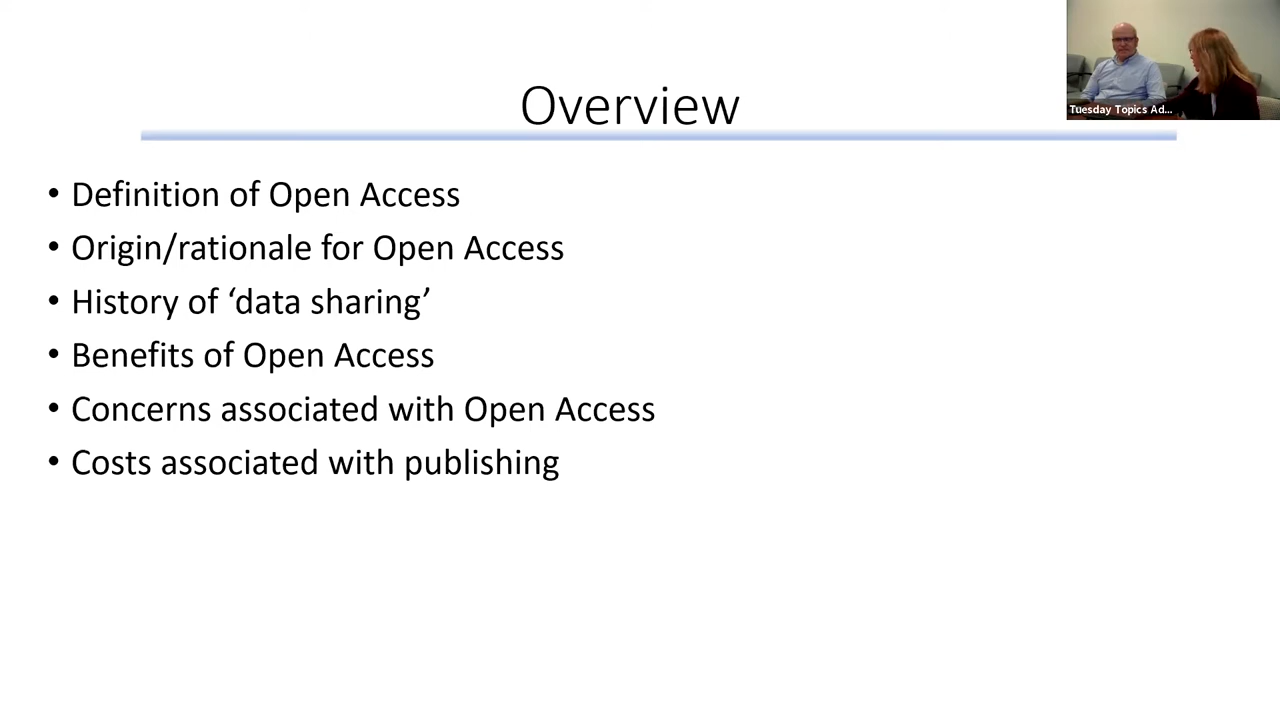 Overview
Tuesday Topics Ad...
• Definition of Open Access
• Origin/rationale for Open Access
• History of ‘data sharing’
• Benefits of Open Access
• Concerns associated with Open Access
• Costs associated with publishing